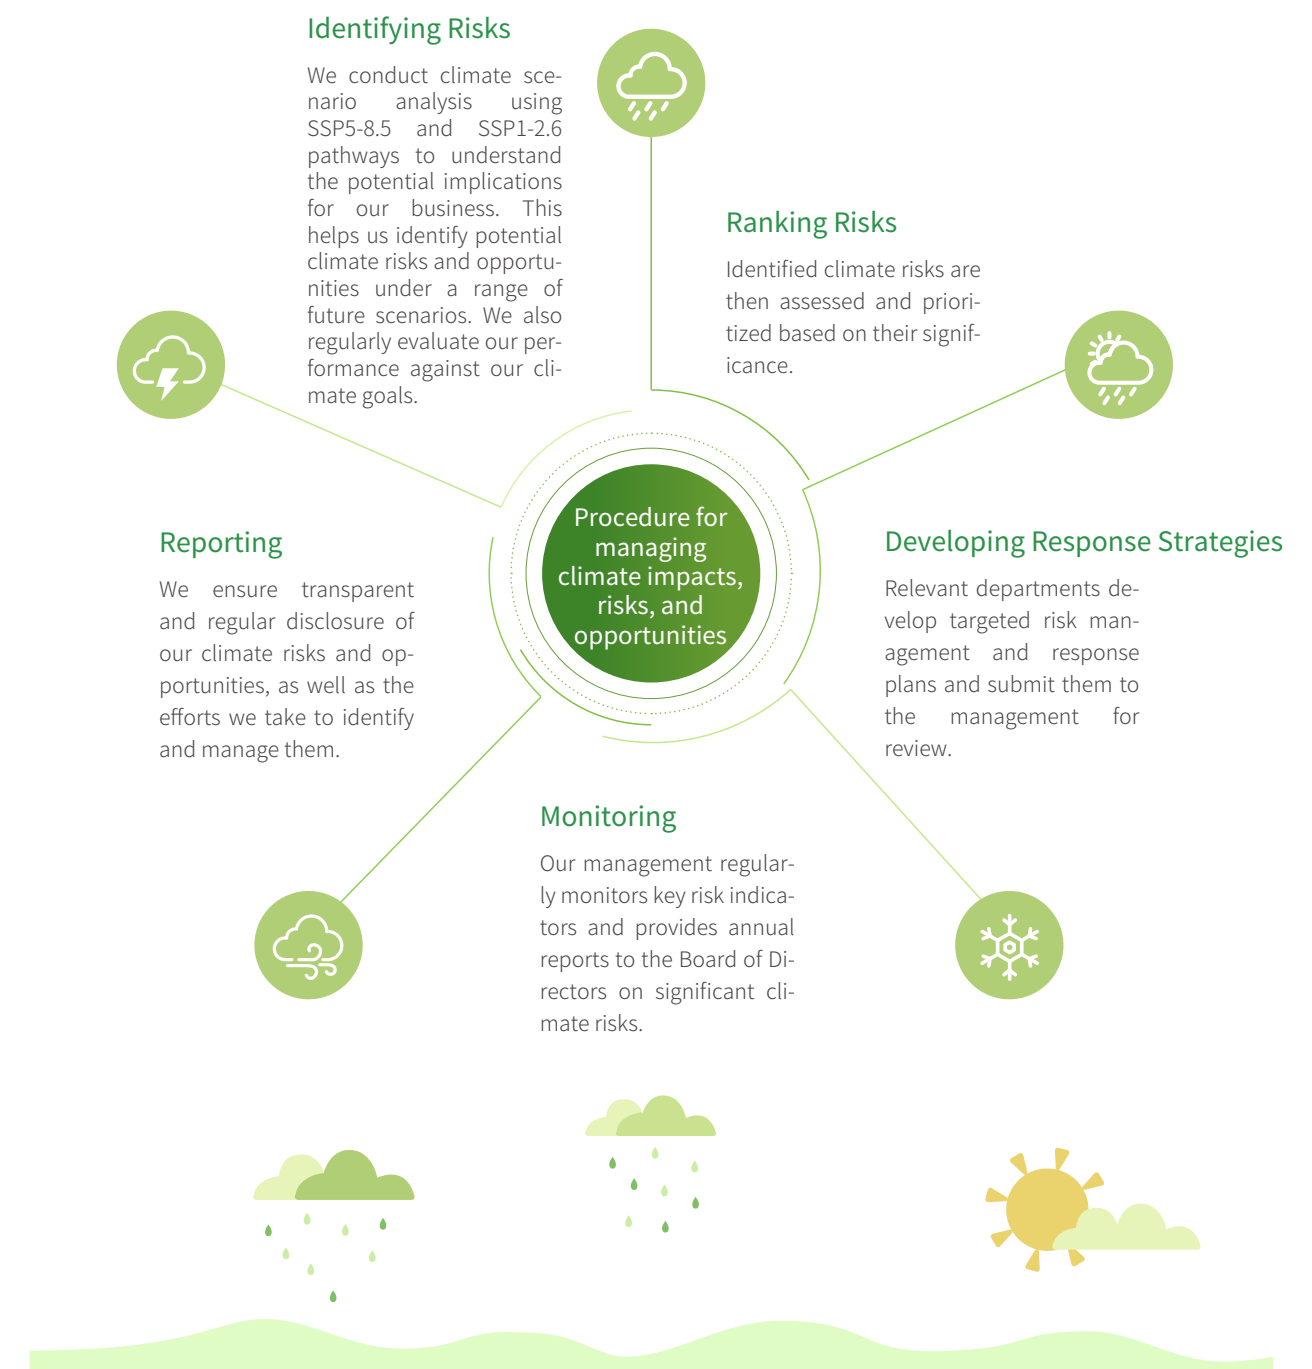 Identifying Risks
We conduct climate sce-
nario analysis using
SSP5-8.5 and SSP1-2.6
pathways to understand
the potential implications
for our business. This
helps us identify potential
climate risks and opportu-
nities under a range of
future scenarios. We also
regularly evaluate our per-
formance against our cli-
mate goals.
Ranking Risks
Identified climate risks are
then assessed and priori-
tized based on their signif-
icance.
Procedure for
managing
climate impacts,
risks, and
opportunities
Developing Response Strategies
Relevant departments de-
velop targeted risk man-
agement and response
plans and submit them to
the management for
review.
Monitoring
Our management regular-
ly monitors key risk indica-
tors and provides annual
reports to the Board of Di-
rectors on significant cli-
mate risks.
Reporting
We ensure transparent
and regular disclosure of
our climate risks and op-
portunities, as well as the
efforts we take to identify
and manage them.